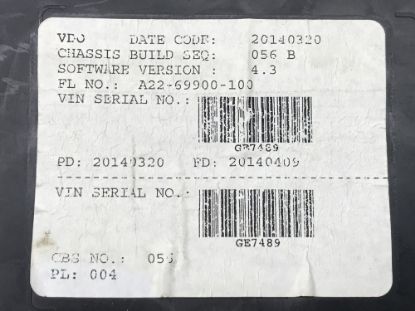 VDO DATE CODE: 20140320
CHASSIS BUILD SEQ: 056 B
SOFTWARE VERSION : 4.3
FL NO.: A22-69900-100
VIN SERIAL NO.:
GE7489
PD: 20140320 FD: 20140409
VIN SERIAL NO.:
GE7489
CBS NO.: 056
PL: 004